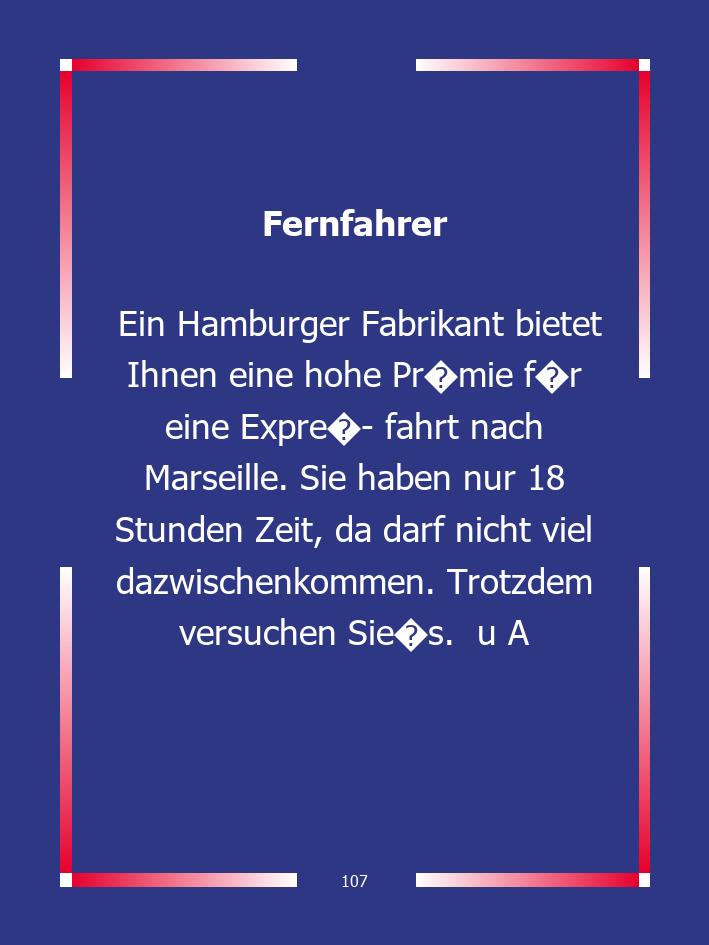 Fernfahrer
Ein Hamburger Fabrikant bietet
Ihnen eine hohe Pr�mie f�r
eine Expre�- fahrt nach
Marseille. Sie haben nur 18
Stunden Zeit, da darf nicht viel
dazwischenkommen. Trotzdem
versuchen Sie�s.  u A
107